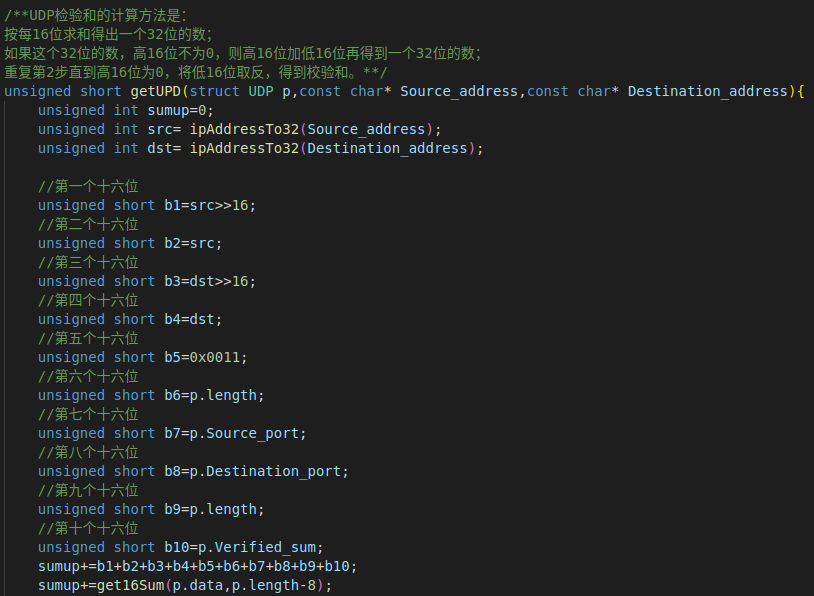 /**UDP检验和的计算方法是:
按每16位求和得出一个32位的数;
如果这个32位的数，高16位不为0，则高16位加低16位再得到一个32位的数;
重复第2步直到高16位为0，将低16位取反，得到校验和。**/
unsigned short getUPD(struct UDP p,const char* Source_address,const char* Destination_address){
    unsigned int sumup=0;
    unsigned int src= ipAddressTo32(Source_address);
    unsigned int dst= ipAddressTo32(Destination_address);

    //第一个十六位
    unsigned short b1=src>>16;
    //第二个十六位
    unsigned short b2=src;
    //第三个十六位
    unsigned short b3=dst>>16;
    //第四个十六位
    unsigned short b4=dst;
    //第五个十六位
    unsigned short b5=0x0011;
    //第六个十六位
    unsigned short b6=p.length;
    //第七个十六位
    unsigned short b7=p.Source_port;
    //第八个十六位
    unsigned short b8=p.Destination_port;
    //第九个十六位
    unsigned short b9=p.length;
    //第十个十六位
    unsigned short b10=p.Verified_sum;
    sumup+=b1+b2+b3+b4+b5+b6+b7+b8+b9+b10;
    sumup+=get16Sum(p.data,p.length-8);